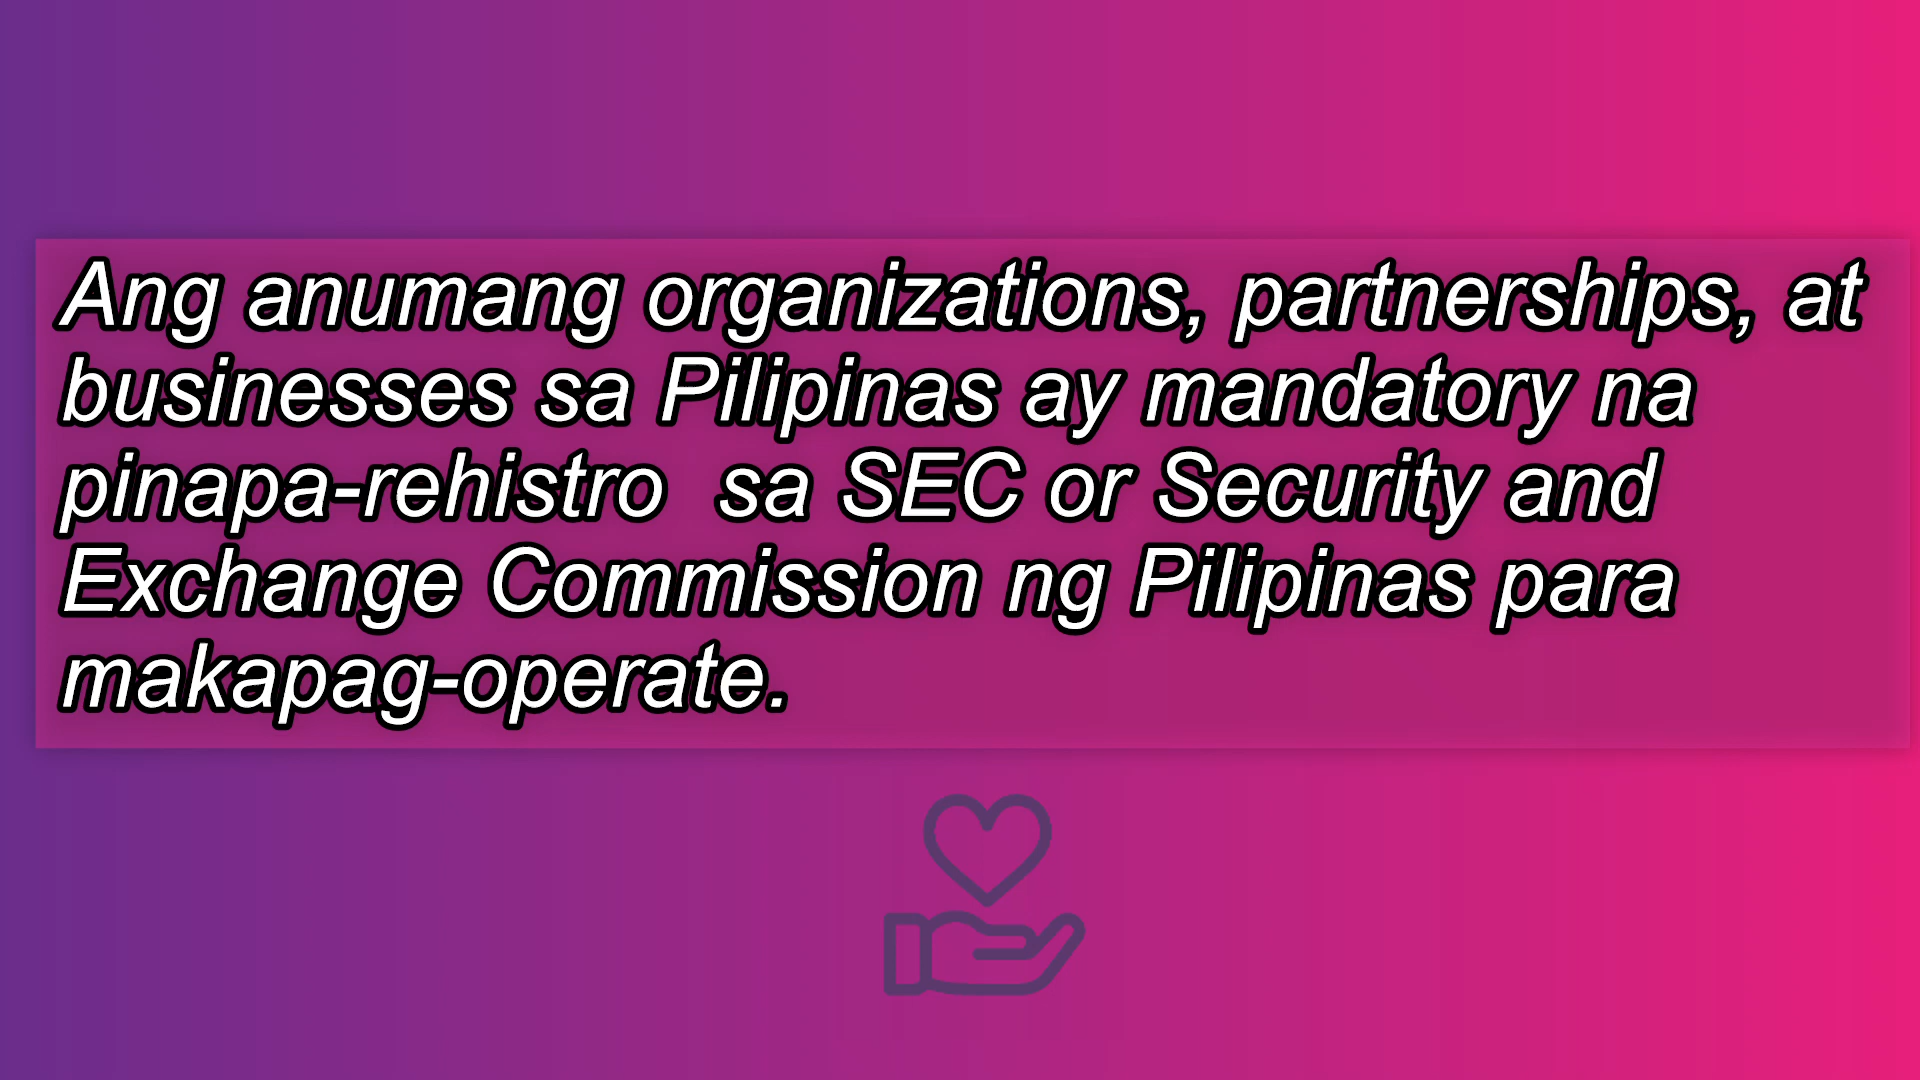 Ang anumang organizations, partnerships, at
businesses sa Pilipinas ay mandatory na
pinapa-rehistro  sa SEC or Security and
Exchange Commission ng Pilipinas para
makapag-operate.